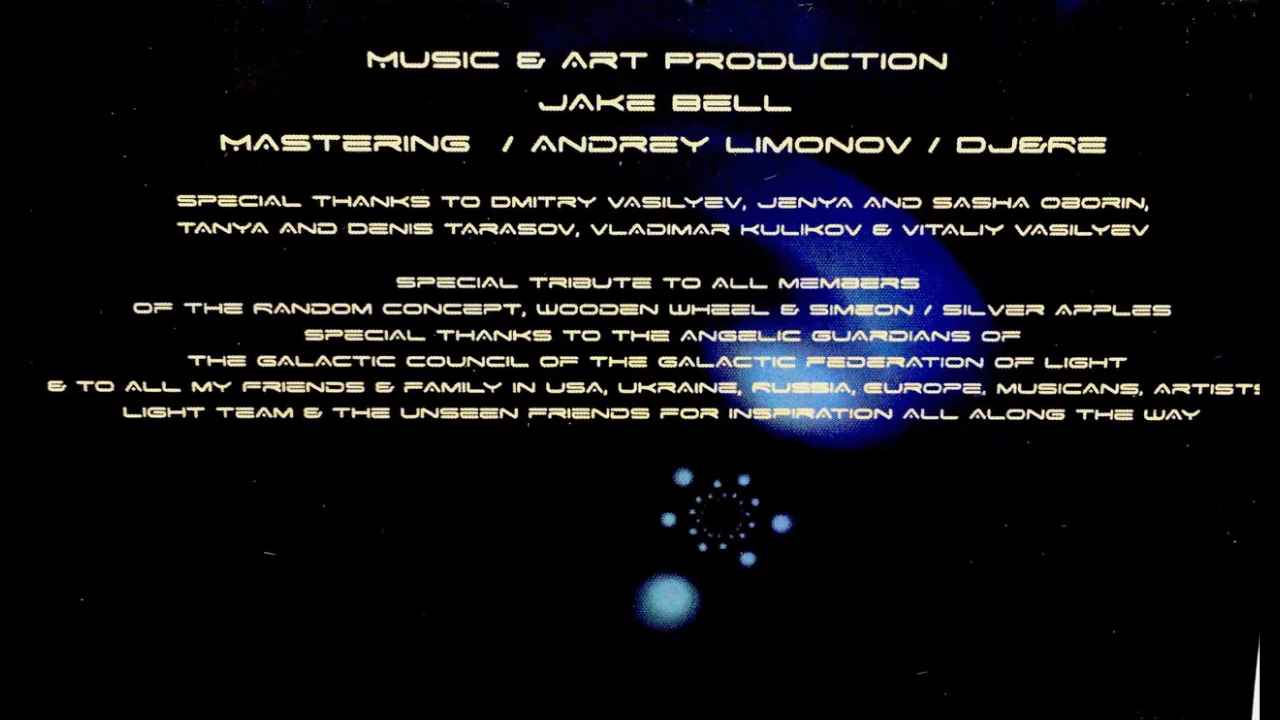 MUSIC & ART PRODUCTION
JAKE BELL
MASTERING / ANDREY LIMONOV / DJ&RE
SPECIAL THANKS TO DMITRY VASILYEV, JENYA AND SASHA OBORIN,
TANYA AND DENIS TARASOV, VLADIMAR KULIKOV & VITALIY VASILYEV
SPECIAL TRIBUTE TO ALL MEMBERS
OF THE RANDOM CONCEPT, WOODEN WHEEL & SIMEON / SILVER APPLES
SPECIAL THANKS TO THE ANGELIC GUARDIANS OF
THE GALACTIC COUNCIL OF THE GALACTIC FEDERATION OF LIGHT
& TO ALL MY FRIENDS & FAMILY IN USA, UKRAINE, RUSSIA, EUROPE, MUSICANS, ARTISTS
LIGHT TEAM & THE UNSEEN FRIENDS FOR INSPIRATION ALL ALONG THE WAY